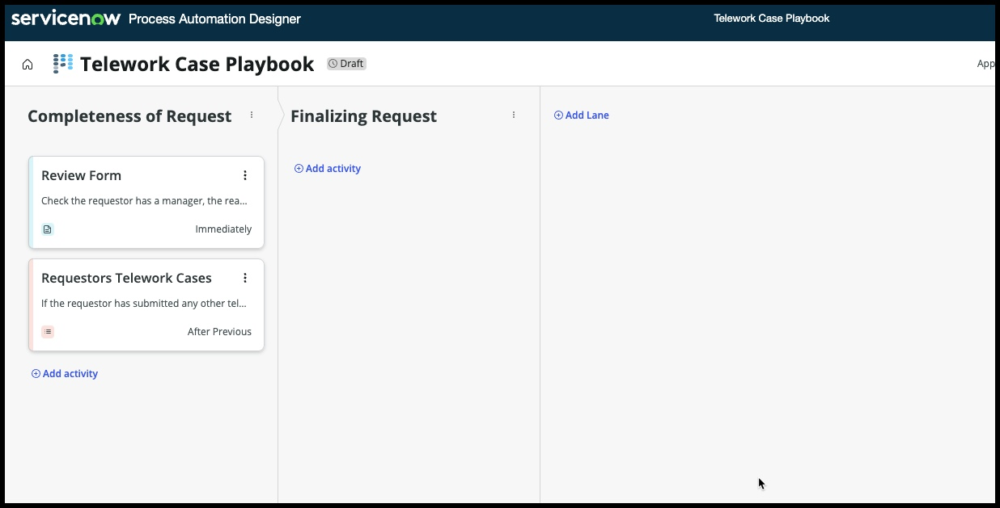 servicenow Process Automation Designer
Telework Case Playbook
Telework Case Playbook
Draft
App
Completeness of Request
Finalizing Request
Add Lane
Review Form
Check the requestor has a manager, the rea...
Immediately
Requestors Telework Cases
If the requestor has submitted any other tel...
After Previous
Add activity
Add activity